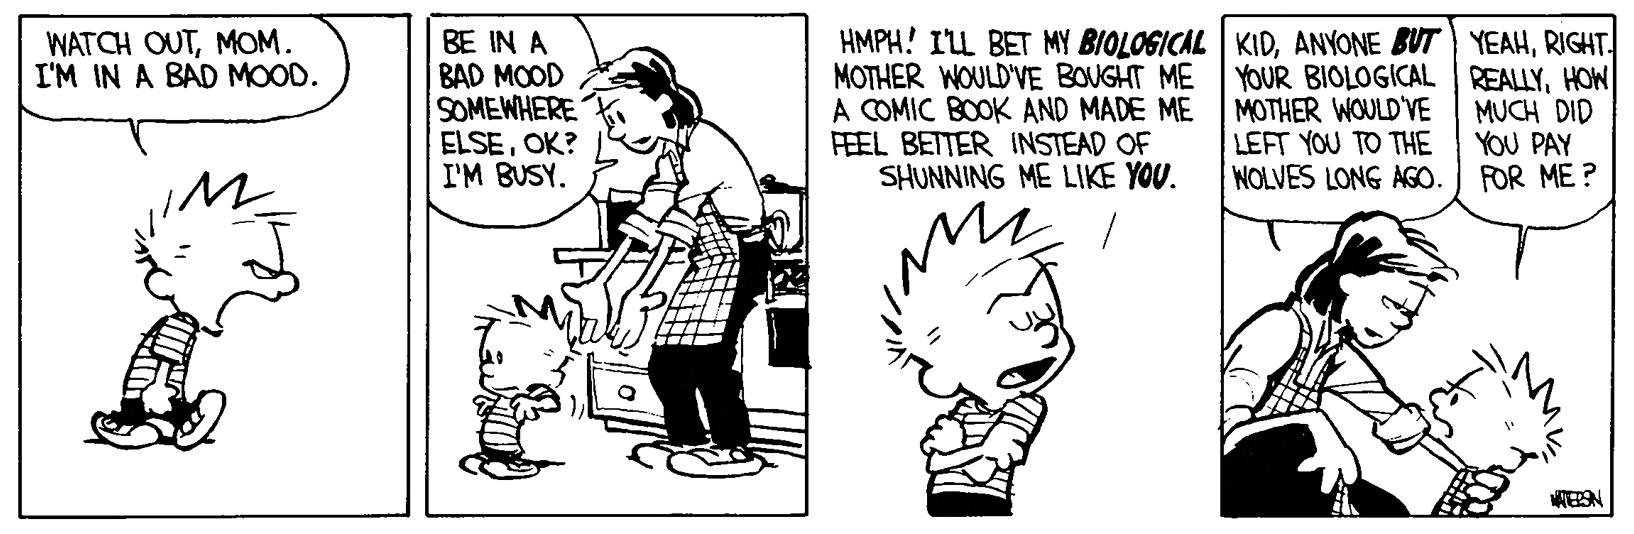 WATCH OUT, MOM.
I'M IN A BAD MOOD.
BE IN A
BAD MOOD
SOMEWHERE
ELSE, OK?
I'M BUSY.
HMPH! I'LL BET MY BIOLOGICAL
MOTHER WOULD'VE BOUGHT ME
A COMIC BOOK AND MADE ME
FEEL BETTER INSTEAD OF
SHUNNING ME LIKE YOU.
KID, ANYONE BUT
YOUR BIOLOGICAL
MOTHER WOULD'VE
LEFT YOU TO THE
WOLVES LONG AGO.
YEAH, RIGHT.
REALLY, HOW
MUCH DID
YOU PAY
FOR ME?
WATTERSON